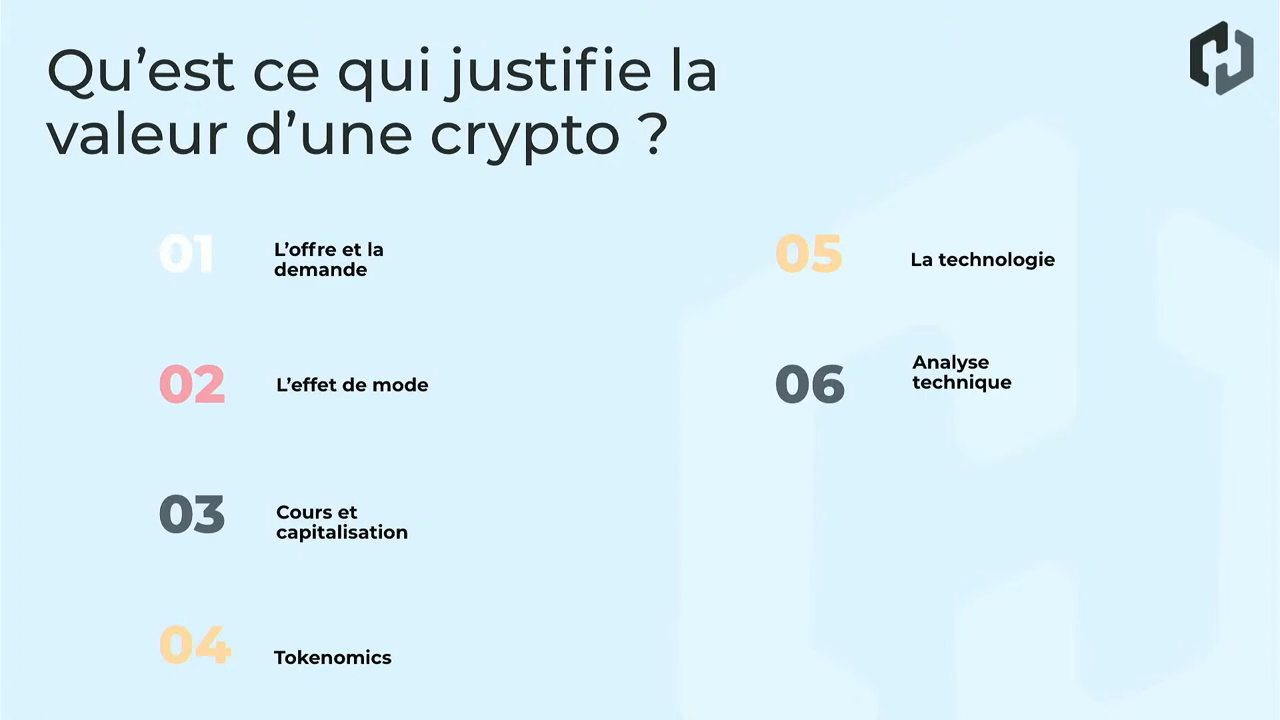 Qu’est ce qui justifie la
valeur d’une crypto ?
01
L’offre et la
demande
02
L’effet de mode
03
Cours et
capitalisation
04
Tokenomics
05
La technologie
06
Analyse
technique